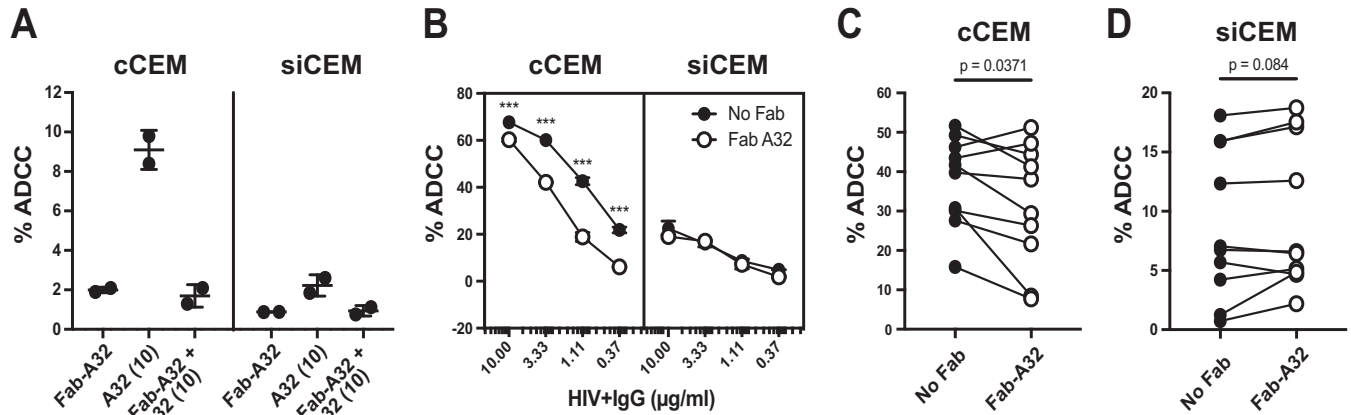 A
cCEM
siCEM
% ADCC
12
10
8
6
4
2
0
Fab-A32
A32 (10)
Fab-A32 +
32 (10)
Fab-A32
A32 (10)
Fab-A32 +
32 (10)
B
cCEM
siCEM
% ADCC
80
60
40
20
0
-20
***
***
***
***
No Fab
Fab A32
10.00
3.33
1.11
0.37
10.00
3.33
1.11
0.37
HIV+IgG (µg/ml)
C
cCEM
p = 0.0371
% ADCC
60
50
40
30
20
10
0
No Fab
Fab-A32
D
siCEM
p = 0.084
% ADCC
20
15
10
5
0
No Fab
Fab-A32